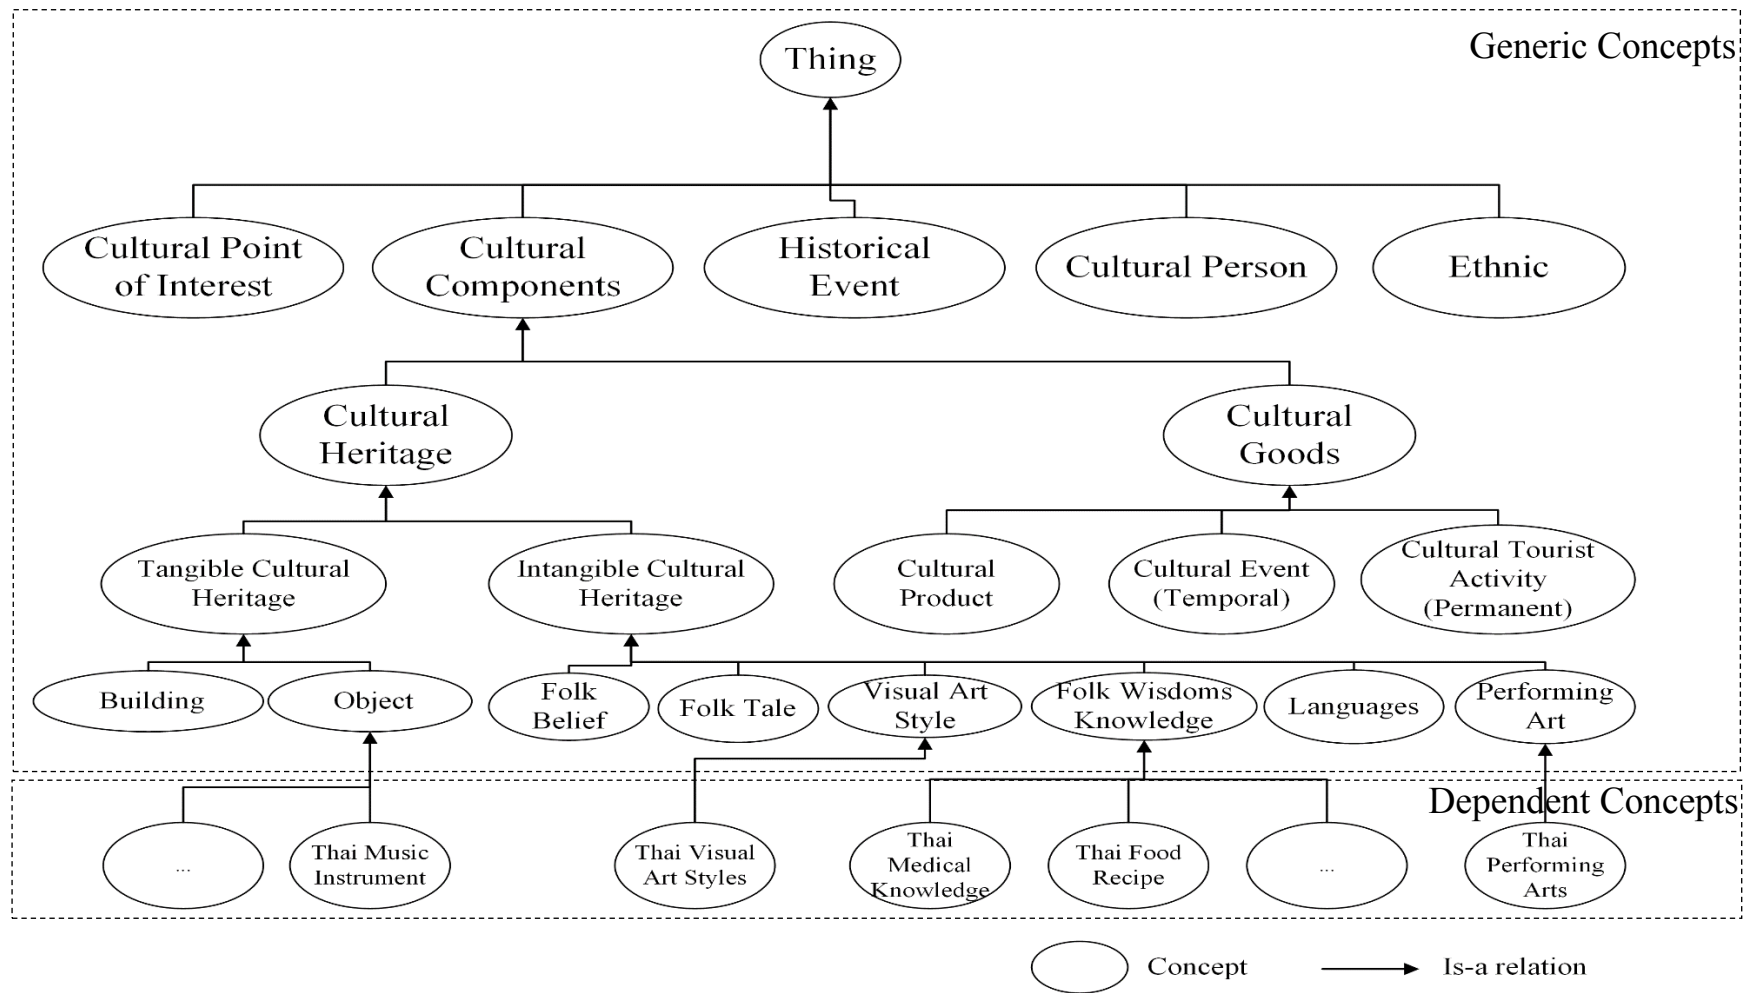 Generic Concepts
Thing
Cultural Point
of Interest
Cultural
Components
Historical
Event
Cultural Person
Ethnic
Cultural
Heritage
Cultural
Goods
Tangible Cultural
Heritage
Intangible Cultural
Heritage
Cultural
Product
Cultural Event
(Temporal)
Cultural Tourist
Activity
(Permanent)
Building
Object
Folk
Belief
Folk Tale
Visual Art
Style
Folk Wisdoms
Knowledge
Languages
Performing
Art
Dependent Concepts
...
Thai Music
Instrument
Thai Visual
Art Styles
Thai
Medical
Knowledge
Thai Food
Recipe
...
Thai
Performing
Arts
Concept
Is-a relation